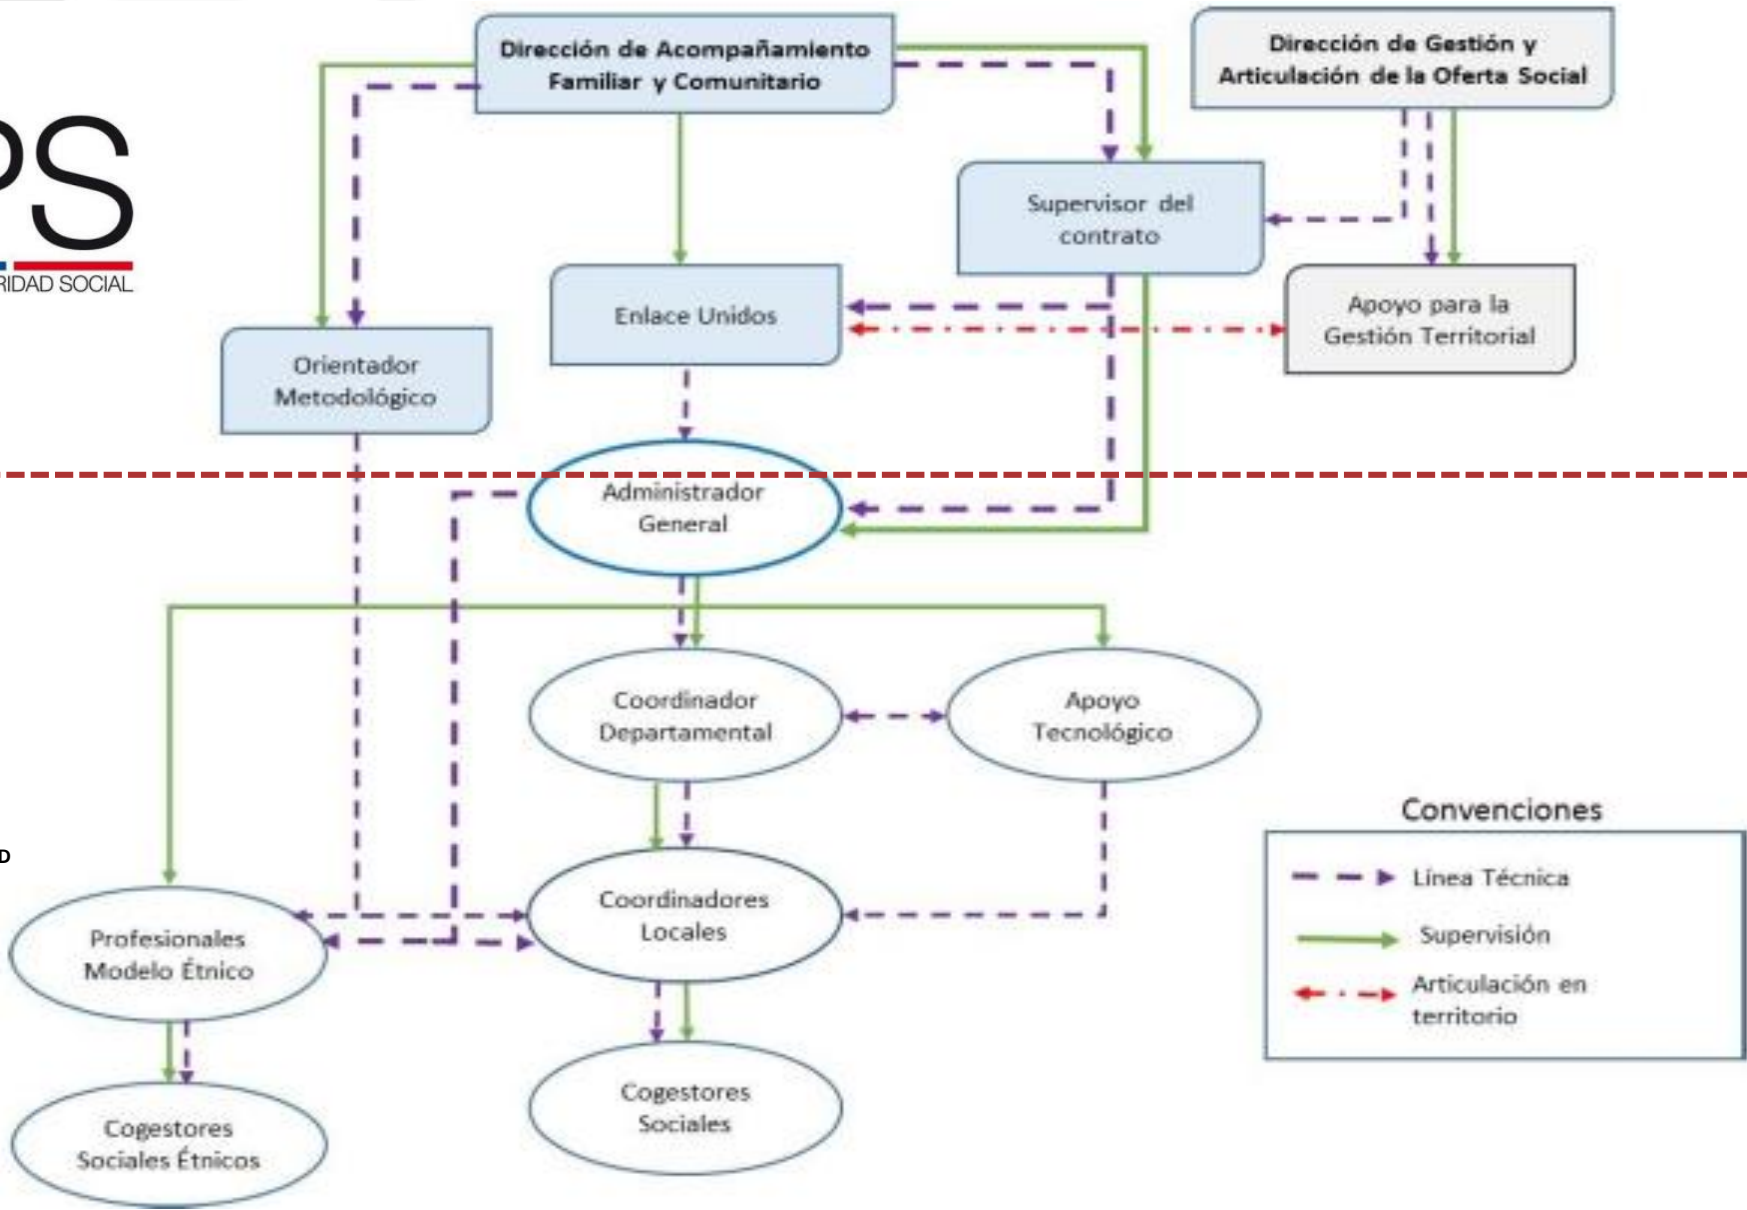 Dirección de Acompañamiento
Familiar y Comunitario
Dirección de Gestión y
Articulación de la Oferta Social
PS
RIDAD SOCIAL
Supervisor del
contrato
Enlace Unidos
Apoyo para la
Gestión Territorial
Orientador
Metodológico
Administrador
General
Coordinador
Departamental
Apoyo
Tecnológico
Convenciones
Línea Técnica
Supervisión
Articulación en
territorio
D
Coordinadores
Locales
Profesionales
Modelo Étnico
Cogestores
Sociales
Cogestores
Sociales Étnicos